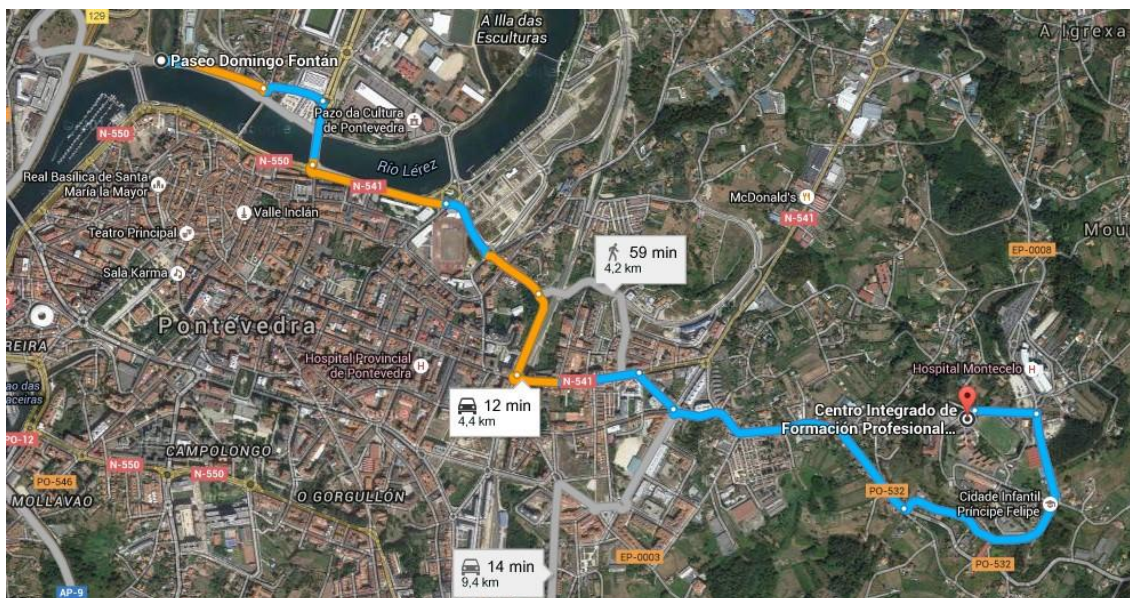 129
A Illa das
Esculturas
A Igrexa
Paseo Domingo Fontán
Pazo da Cultura
de Pontevedra
N-550
N-550
Río Lérez
Real Basílica de Santa
María la Mayor
N-541
McDonald's
N-541
Valle Inclán
Teatro Principal
EP-0008
59 min
4,2 km
Sala Karma
Pontevedra
Hospital Provincial
de Pontevedra
N-541
Hospital Montecelo
12 min
4,4 km
Centro Integrado de
Formación Profesional...
PO-12
CAMPOLONGO
N-550
N-550
PO-546
MOLLAVAO
O GORGULLÓN
PO-532
Cidade Infantil
Príncipe Felipe
EP-0003
14 min
9,4 km
PO-532
AP-9